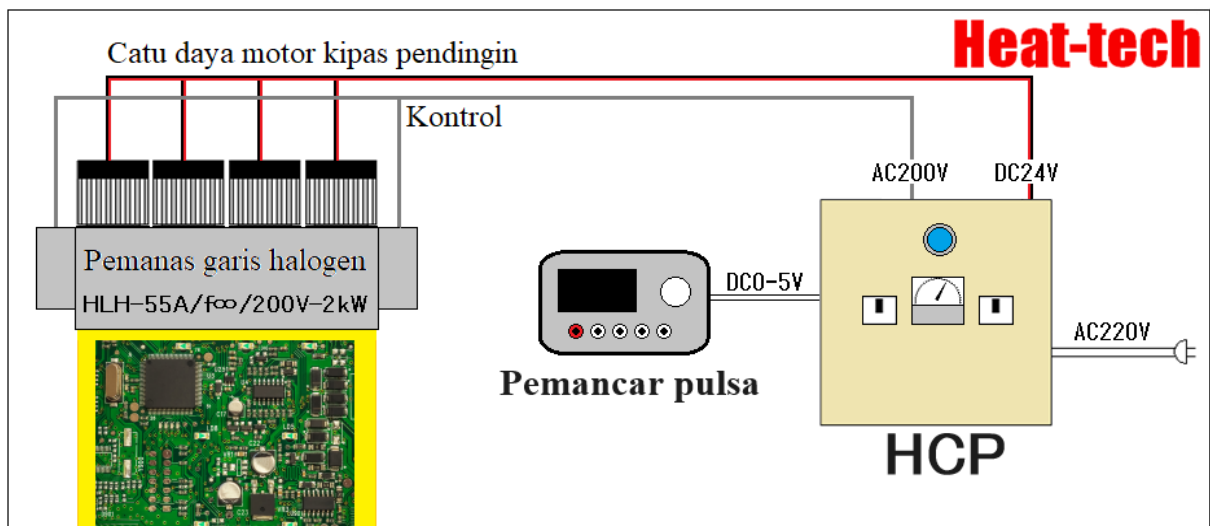 Heat-tech
Catu daya motor kipas pendingin
Kontrol
AC200V
DC24V
Pemanas garis halogen
HLH-55A/f∞/200V-2kW
DC0-5V
AC220V
Pemancar pulsa
HCP